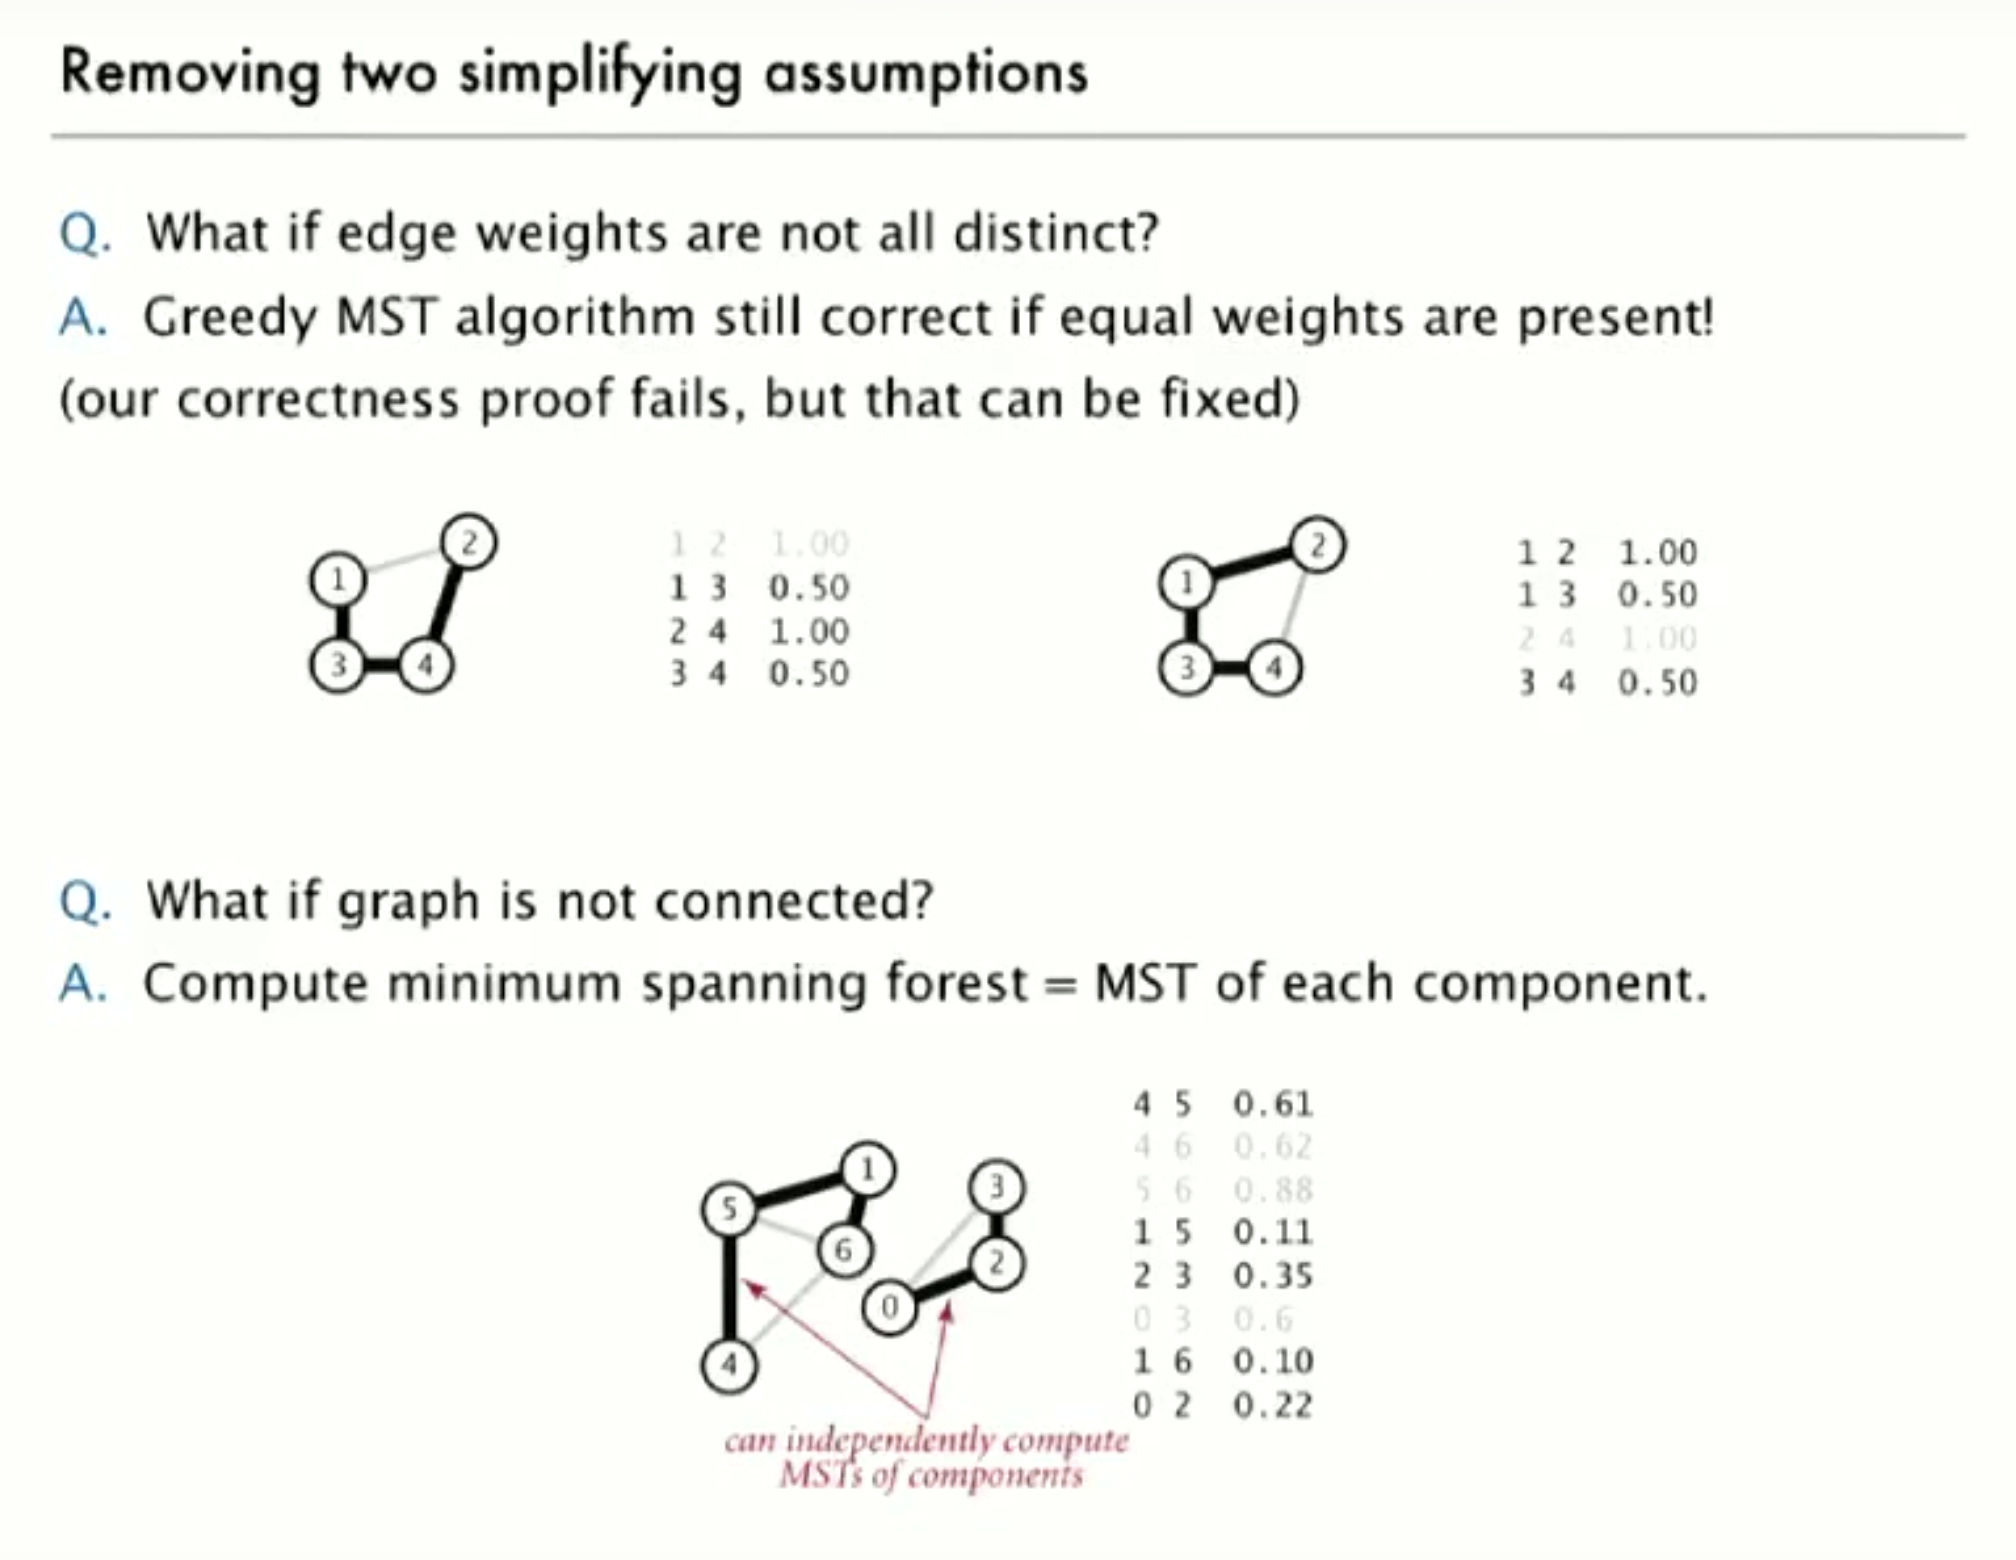 Removing two simplifying assumptions
Q. What if edge weights are not all distinct?
A. Greedy MST algorithm still correct if equal weights are present!
(our correctness proof fails, but that can be fixed)
1
2
3
4
1 2 1.00
1 3 0.50
2 4 1.00
3 4 0.50
1
2
3
4
1 2 1.00
1 3 0.50
2 4 1.00
3 4 0.50
Q. What if graph is not connected?
A. Compute minimum spanning forest = MST of each component.
5
1
6
4
3
2
0
4 5 0.61
4 6 0.62
5 6 0.88
1 5 0.11
2 3 0.35
0 3 0.6
1 6 0.10
0 2 0.22
can independently compute
MSTs of components